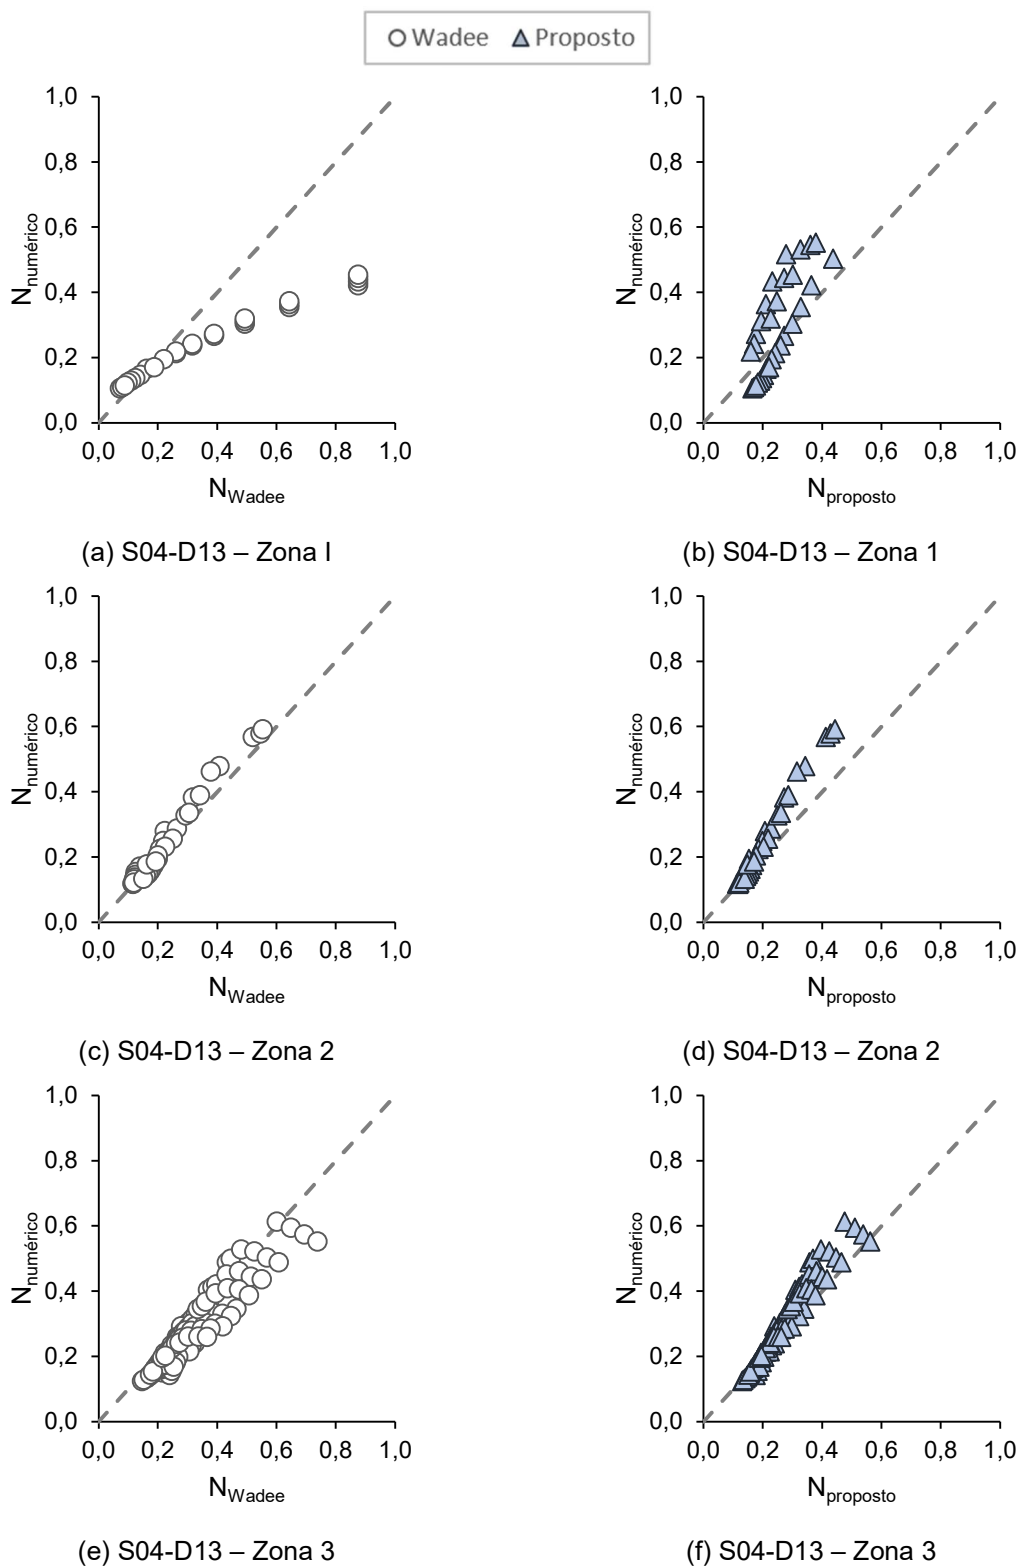 Wadee Proposto
1,0 1,0
0,8 0,8
0,6 0,6
Nnumérico Nnumérico
0,4 0,4
0,2 0,2
0,0 0,0
0,0 0,2 0,4 0,6 0,8 1,0 0,0 0,2 0,4 0,6 0,8 1,0
NWadee Nproposto
(a) S04-D13 – Zona I (b) S04-D13 – Zona 1
1,0 1,0
0,8 0,8
0,6 0,6
Nnumérico Nnumérico
0,4 0,4
0,2 0,2
0,0 0,0
0,0 0,2 0,4 0,6 0,8 1,0 0,0 0,2 0,4 0,6 0,8 1,0
NWadee Nproposto
(c) S04-D13 – Zona 2 (d) S04-D13 – Zona 2
1,0 1,0
0,8 0,8
0,6 0,6
Nnumérico Nnumérico
0,4 0,4
0,2 0,2
0,0 0,0
0,0 0,2 0,4 0,6 0,8 1,0 0,0 0,2 0,4 0,6 0,8 1,0
NWadee Nproposto
(e) S04-D13 – Zona 3 (f) S04-D13 – Zona 3